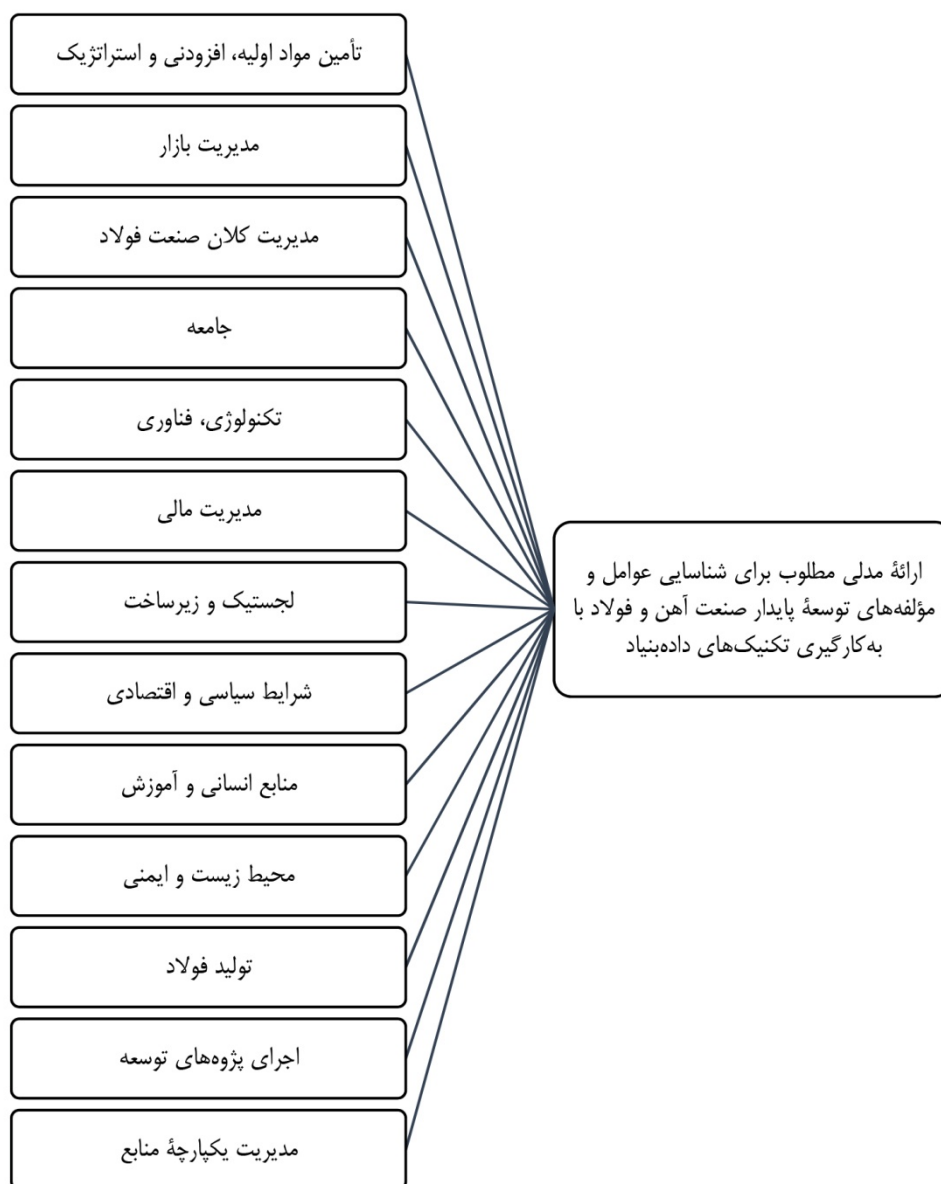 تأمین مواد اولیه، افزودنی و استراتژیک
مدیریت بازار
مدیریت کلان صنعت فولاد
جامعه
تکنولوژی، فناوری
مدیریت مالی
لجستیک و زیرساخت
شرایط سیاسی و اقتصادی
منابع انسانی و آموزش
محیط زیست و ایمنی
تولید فولاد
اجرای پژوه‌های توسعه
مدیریت یکپارچهٔ منابع
ارائهٔ مدلی مطلوب برای شناسایی عوامل و
مؤلفه‌های توسعهٔ پایدار صنعت آهن و فولاد با
به‌کارگیری تکنیک‌های داده‌بنیاد